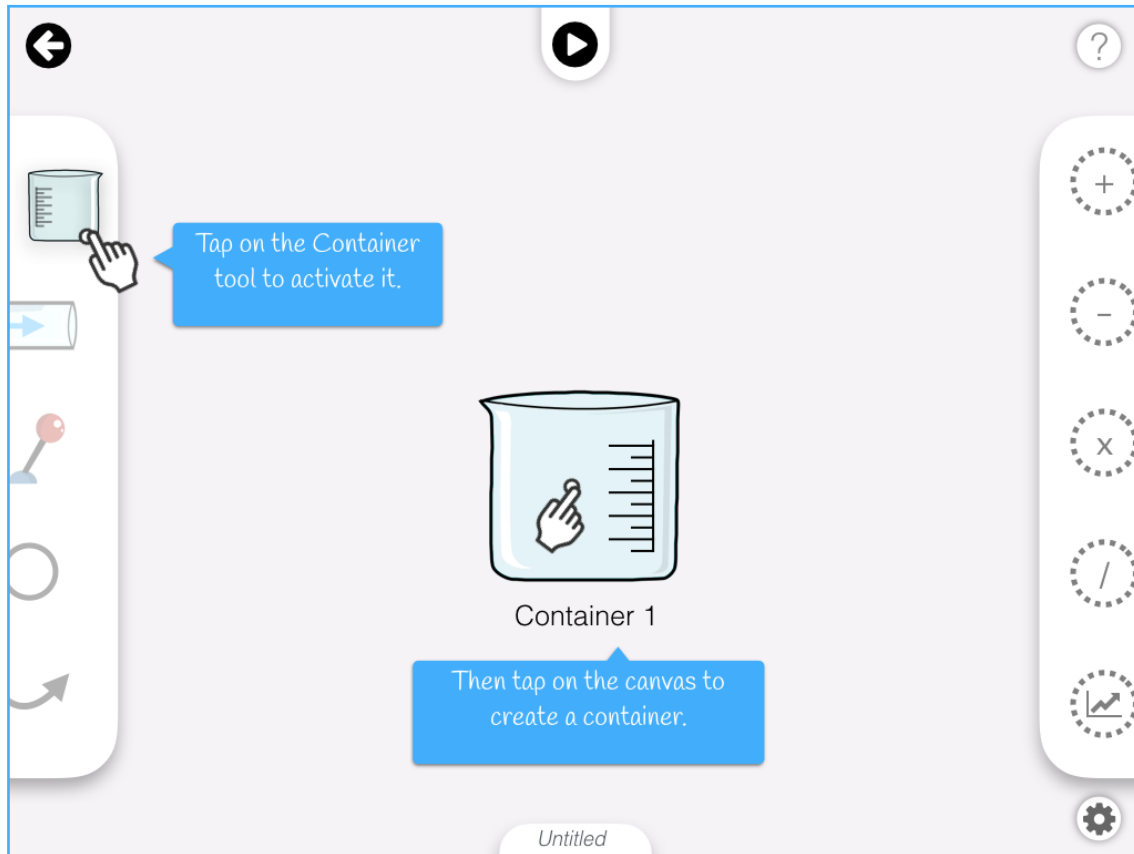 ?
+
Tap on the Container
tool to activate it.
-
x
/
Container 1
Then tap on the canvas to
create a container.
Untitled